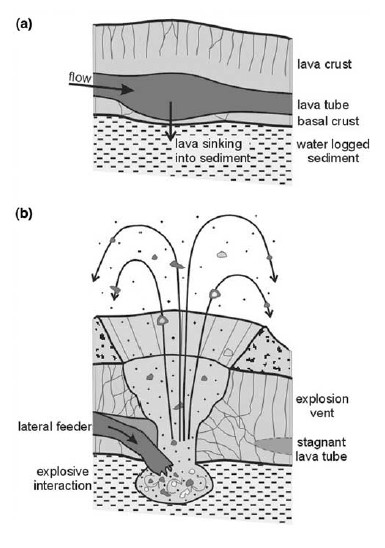 (a)
lava crust
flow
lava tube
basal crust
lava sinking
into sediment
water logged
sediment
(b)
explosion
vent
lateral feeder
stagnant
lava tube
explosive
interaction